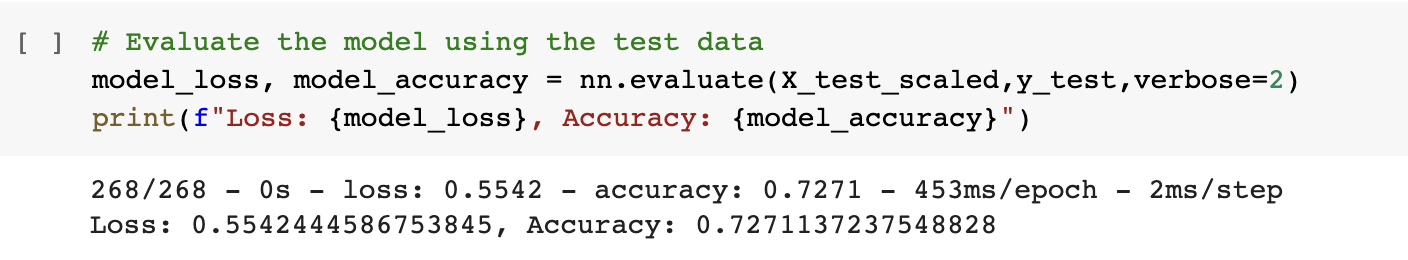 [ ] # Evaluate the model using the test data
model_loss, model_accuracy = nn.evaluate(X_test_scaled,y_test,verbose=2)
print(f"Loss: {model_loss}, Accuracy: {model_accuracy}")
268/268 - 0s - loss: 0.5542 - accuracy: 0.7271 - 453ms/epoch - 2ms/step
Loss: 0.5542444586753845, Accuracy: 0.7271137237548828